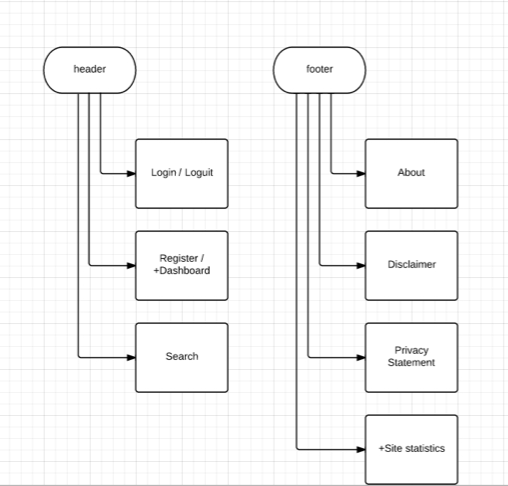 header
footer
Login / Loguit
About
Register /
+Dashboard
Disclaimer
Search
Privacy
Statement
+Site statistics